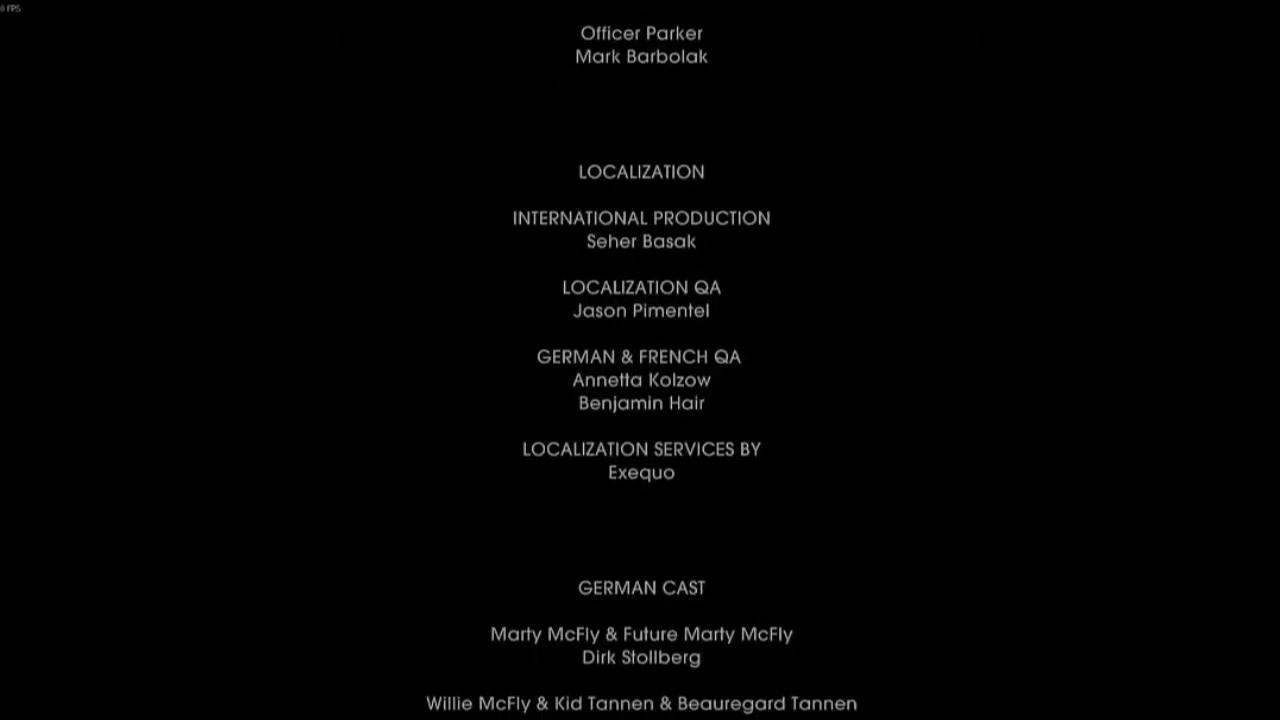 FPS
Officer Parker
Mark Barbolak
LOCALIZATION
INTERNATIONAL PRODUCTION
Seher Basak
LOCALIZATION QA
Jason Pimentel
GERMAN & FRENCH QA
Annetta Kolzow
Benjamin Hair
LOCALIZATION SERVICES BY
Exequo
GERMAN CAST
Marty McFly & Future Marty McFly
Dirk Stollberg
Willie McFly & Kid Tannen & Beauregard Tannen